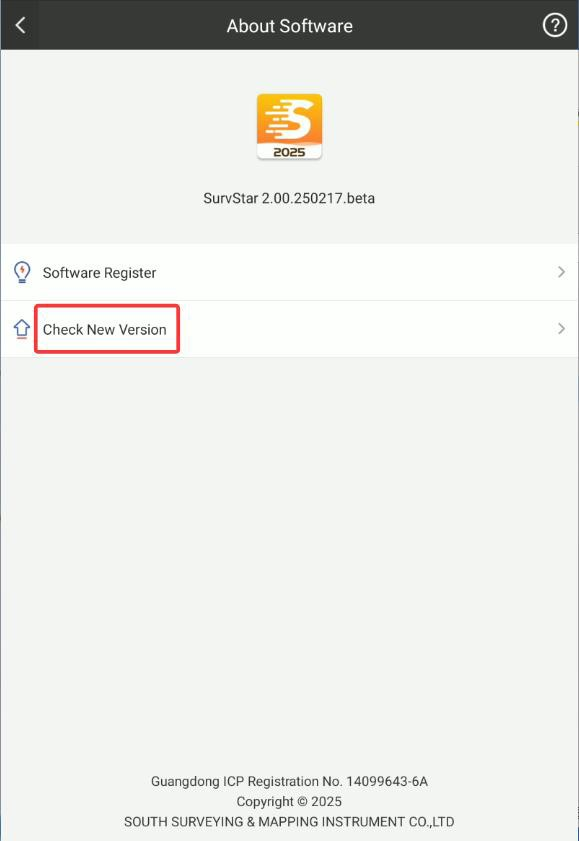 About Software
?
S
2025
SurvStar 2.00.250217.beta
Software Register
Check New Version
Guangdong ICP Registration No. 14099643-6A
Copyright © 2025
SOUTH SURVEYING & MAPPING INSTRUMENT CO.,LTD